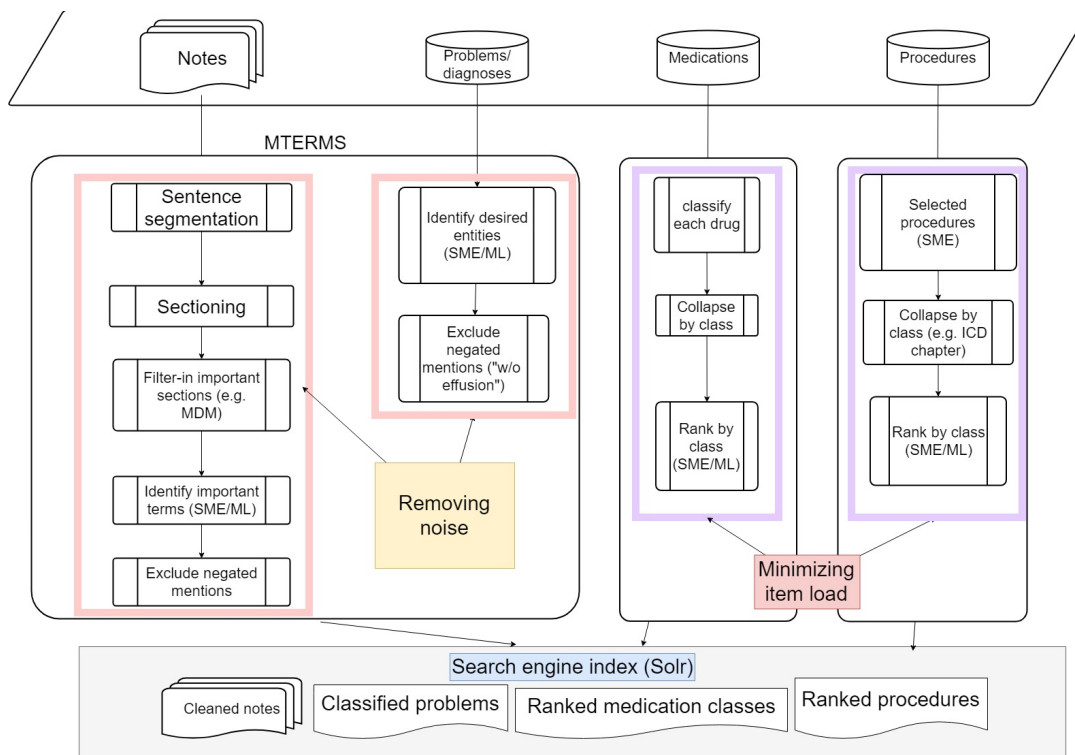 Notes
Problems/
diagnoses
Medications
Procedures
MTERMS
Sentence
segmentation
Sectioning
Filter-in important
sections (e.g.
MDM)
Identify important
terms (SME/ML)
Exclude negated
mentions
Identify desired
entities
(SME/ML)
Exclude
negated
mentions ("w/o
effusion")
Removing
noise
classify
each drug
Collapse
by class
Rank by
class
(SME/ML)
Selected
procedures
(SME)
Collapse by
class (e.g. ICD
chapter)
Rank by class
(SME/ML)
Minimizing
item load
Search engine index (Solr)
Cleaned notes
Classified problems
Ranked medication classes
Ranked procedures